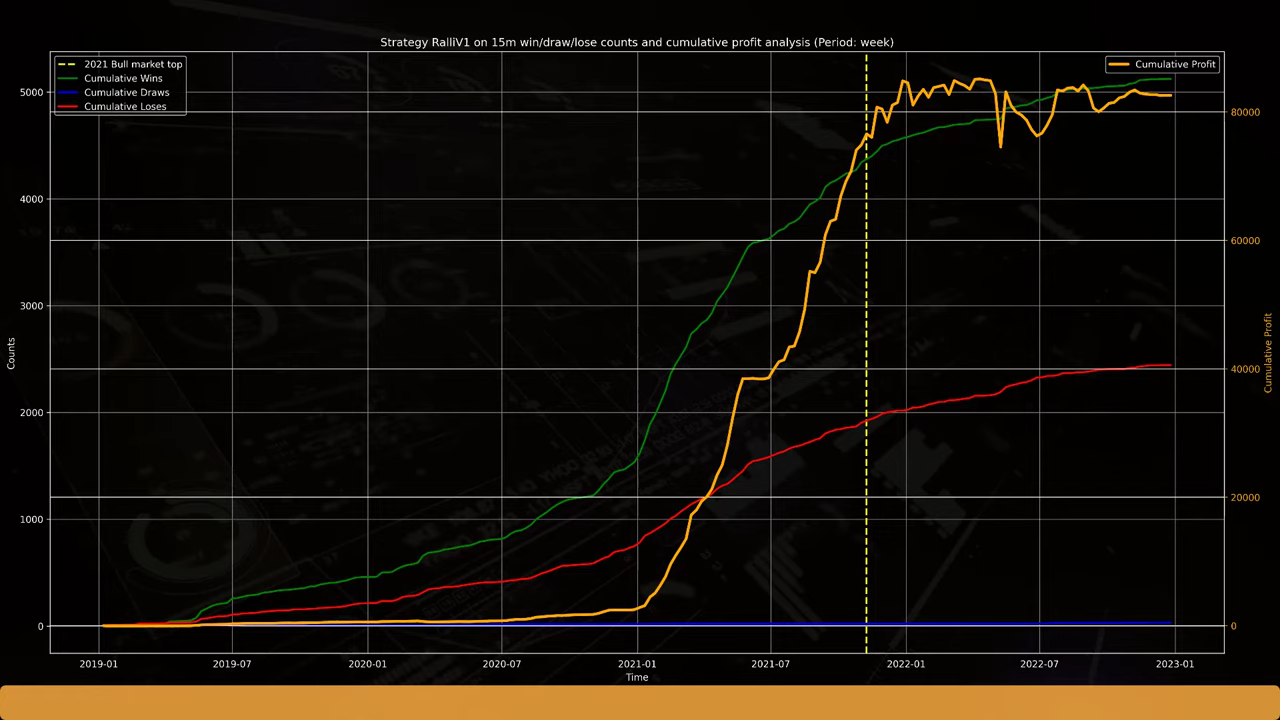 Strategy RalliV1 on 15m win/draw/lose counts and cumulative profit analysis (Period: week)
2021 Bull market top
Cumulative Wins
Cumulative Draws
Cumulative Loses
Cumulative Profit
5000
4000
3000
2000
1000
0
Counts
80000
60000
40000
20000
0
Cumulative Profit
2019-01
2019-07
2020-01
2020-07
2021-01
2021-07
2022-01
2022-07
2023-01
Time